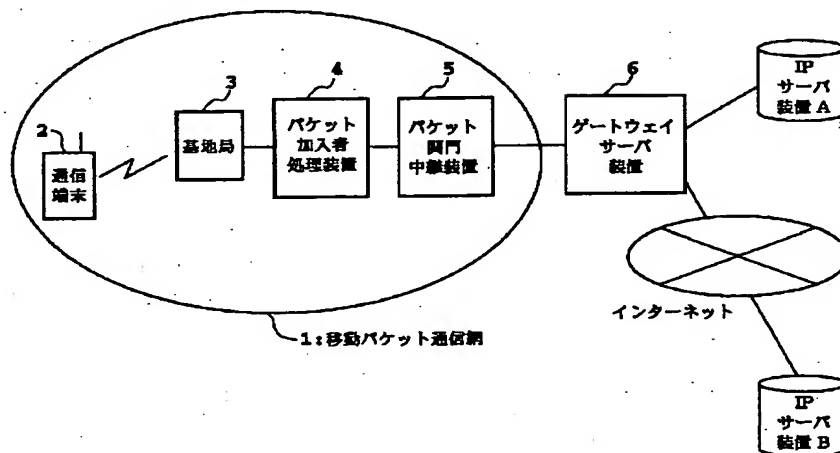 3
4
5
6
2
IP
サーバ
装置 A
基地局
パケット
加入者
処理装置
パケット
関門
中継装置
ゲートウェイ
サーバ
装置
通信
端末
インターネット
1:移動パケット通信網
IP
サーバ
装置 B